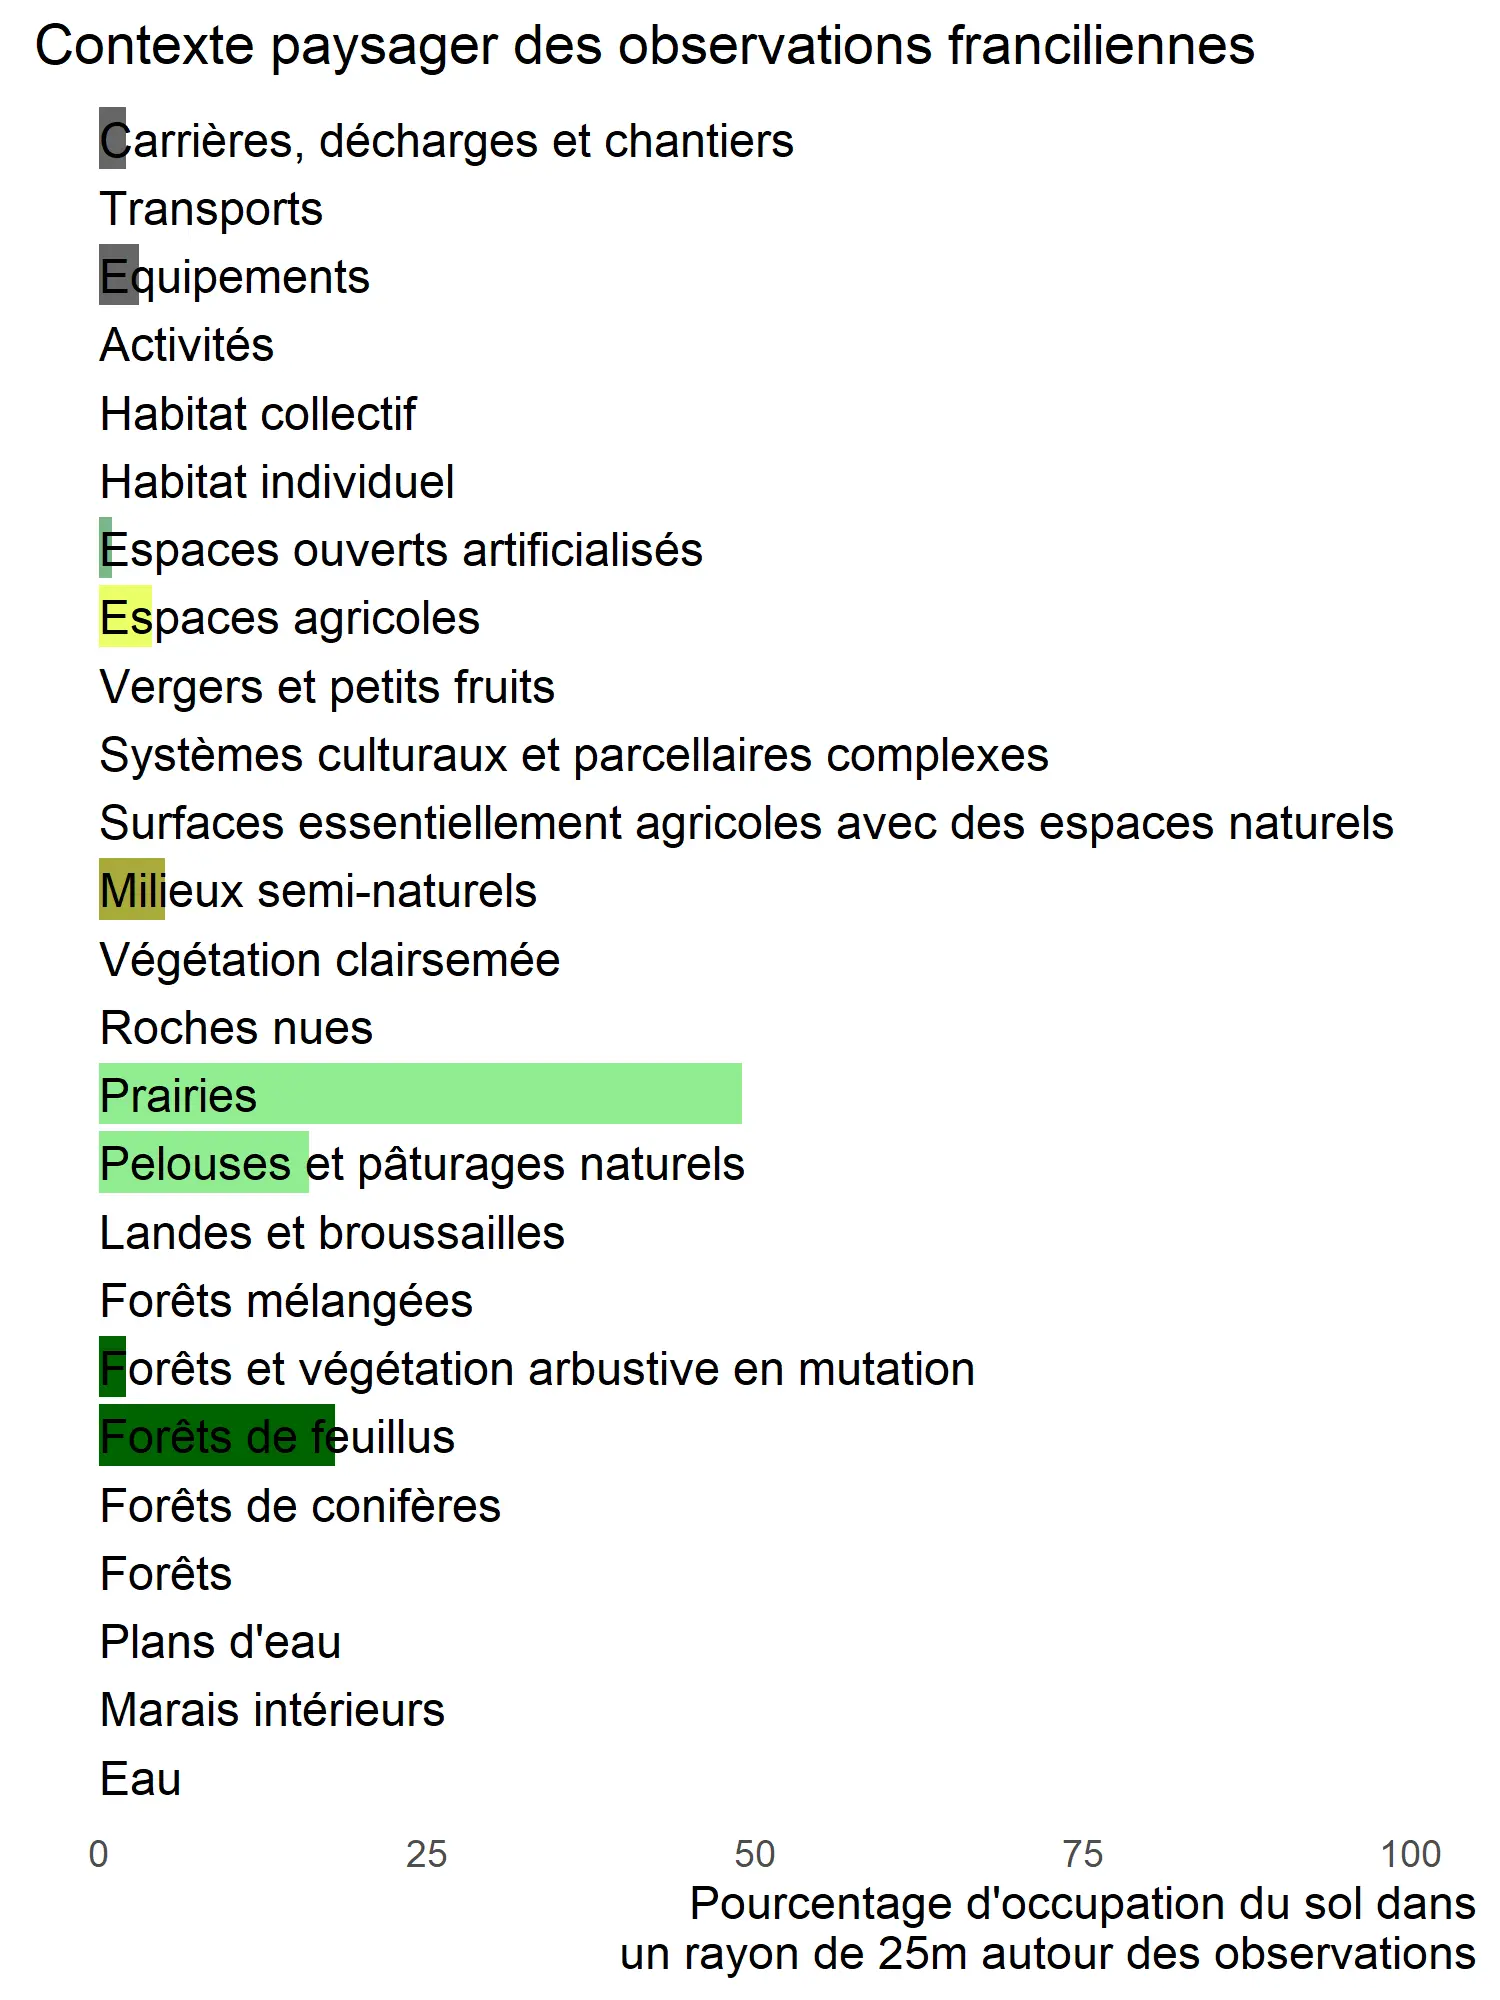 Contexte paysager des observations franciliennes
Carrières, décharges et chantiers
Transports
Equipements
Activités
Habitat collectif
Habitat individuel
Espaces ouverts artificialisés
Espaces agricoles
Vergers et petits fruits
Systèmes culturaux et parcellaires complexes
Surfaces essentiellement agricoles avec des espaces naturels
Milieux semi-naturels
Végétation clairsemée
Roches nues
Prairies
Pelouses et pâturages naturels
Landes et broussailles
Forêts mélangées
Forêts et végétation arbustive en mutation
Forêts de feuillus
Forêts de conifères
Forêts
Plans d'eau
Marais intérieurs
Eau
0 25 50 75 100
Pourcentage d'occupation du sol dans
un rayon de 25m autour des observations